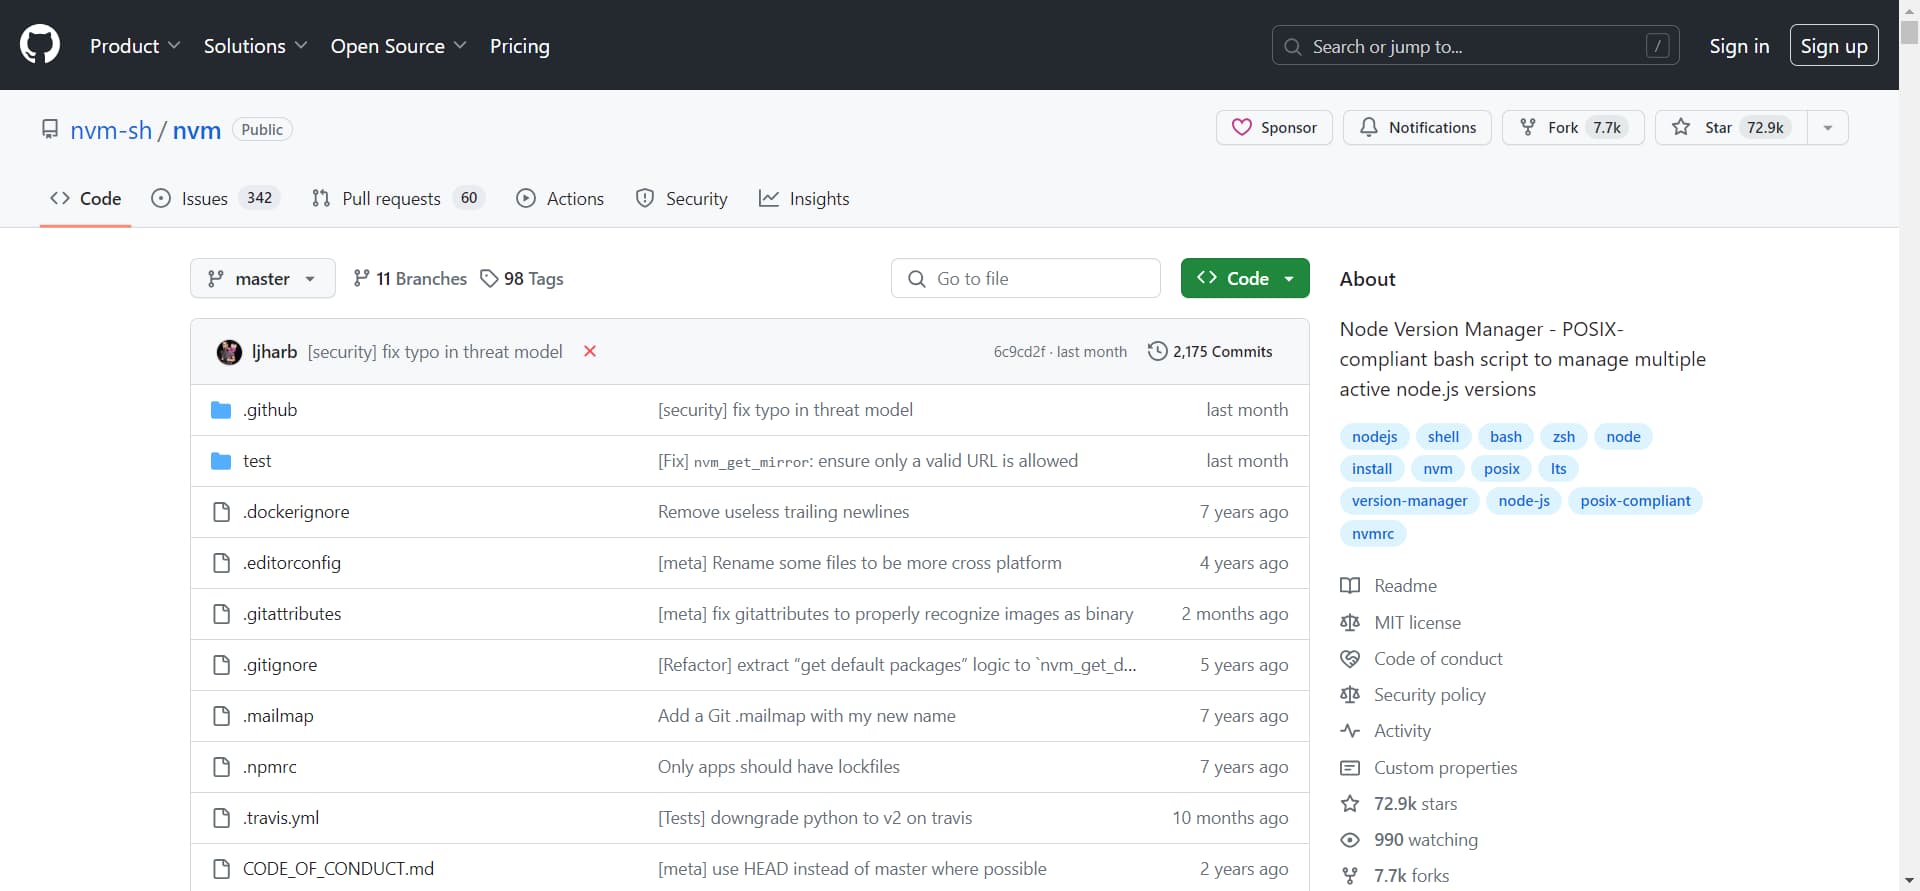 Product Solutions Open Source Pricing Search or jump to... / Sign in Sign up
nvm-sh / nvm Public Sponsor Notifications Fork 7.7k Star 72.9k
Code Issues 342 Pull requests 60 Actions Security Insights
master 11 Branches 98 Tags Go to file Code
ljharb [security] fix typo in threat model 6c9cd2f · last month 2,175 Commits
.github [security] fix typo in threat model last month
test [Fix] nvm_get_mirror: ensure only a valid URL is allowed last month
.dockerignore Remove useless trailing newlines 7 years ago
.editorconfig [meta] Rename some files to be more cross platform 4 years ago
.gitattributes [meta] fix gitattributes to properly recognize images as binary 2 months ago
.gitignore [Refactor] extract “get default packages” logic to `nvm_get_d... 5 years ago
.mailmap Add a Git .mailmap with my new name 7 years ago
.npmrc Only apps should have lockfiles 7 years ago
.travis.yml [Tests] downgrade python to v2 on travis 10 months ago
CODE_OF_CONDUCT.md [meta] use HEAD instead of master where possible 2 years ago
About
Node Version Manager - POSIX-
compliant bash script to manage multiple
active node.js versions
nodejs shell bash zsh node
install nvm posix lts
version-manager node-js posix-compliant
nvmrc
Readme
MIT license
Code of conduct
Security policy
Activity
Custom properties
72.9k stars
990 watching
7.7k forks